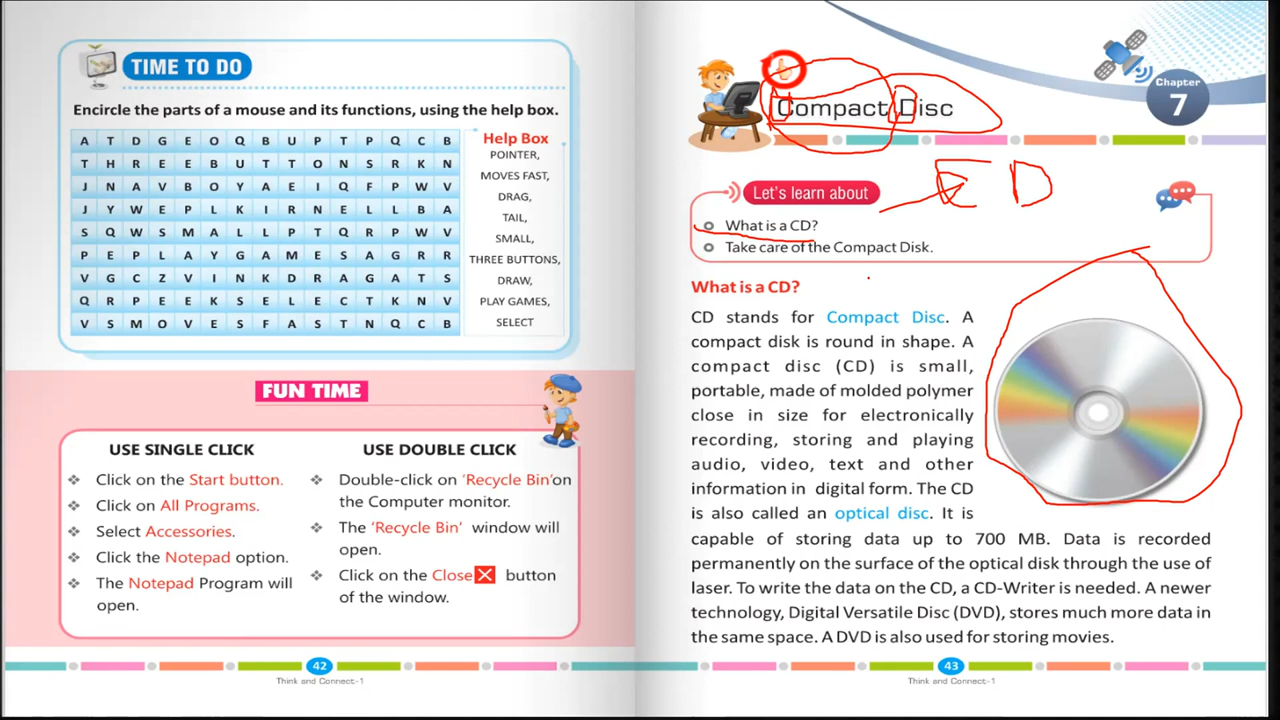 TIME TO DO
Encircle the parts of a mouse and its functions, using the help box.
A T D G E O Q B U P T P Q C B
T H R E E B U T T O N S R K N
J N A V B O Y A E I Q F P W V
J Y W E P L K I R N E L L B A
S Q W S M A L L P T Q R P W V
P E P L A Y G A M E S A G R R
V G C Z V I N K D R A G A T S
Q R P E E K S E L E C T K N V
V S M O V E S F A S T N Q C B
Help Box
POINTER,
MOVES FAST,
DRAG,
TAIL,
SMALL,
THREE BUTTONS,
DRAW,
PLAY GAMES,
SELECT
FUN TIME
USE SINGLE CLICK
❖ Click on the Start button.
❖ Click on All Programs.
❖ Select Accessories.
❖ Click the Notepad option.
❖ The Notepad Program will
open.
USE DOUBLE CLICK
❖ Double-click on 'Recycle Bin'on
the Computer monitor.
❖ The 'Recycle Bin' window will
open.
❖ Click on the Close X button
of the window.
42
Think and Connect-1
Chapter
7
Compact Disc
D
Let's learn about
What is a CD?
Take care of the Compact Disk.
What is a CD?
CD stands for Compact Disc. A
compact disk is round in shape. A
compact disc (CD) is small,
portable, made of molded polymer
close in size for electronically
recording, storing and playing
audio, video, text and other
information in digital form. The CD
is also called an optical disc. It is
capable of storing data up to 700 MB. Data is recorded
permanently on the surface of the optical disk through the use of
laser. To write the data on the CD, a CD-Writer is needed. A newer
technology, Digital Versatile Disc (DVD), stores much more data in
the same space. A DVD is also used for storing movies.
43
Think and Connect-1